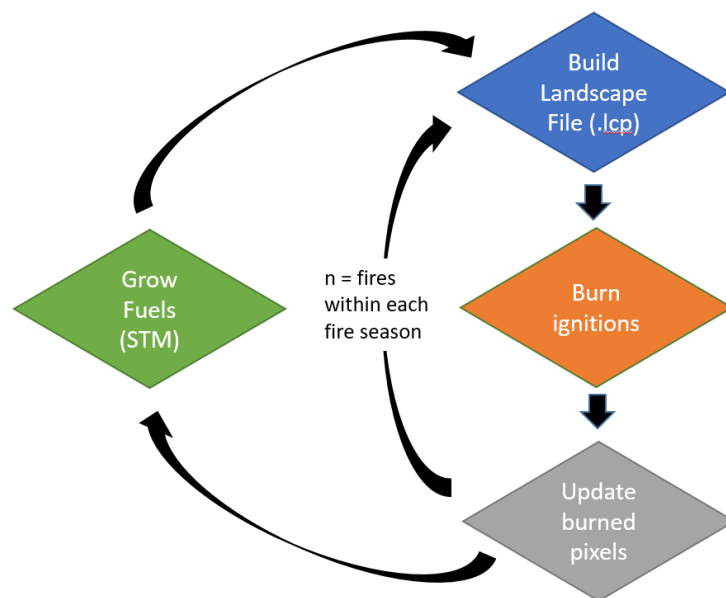 Build
Landscape
File (.lcp)
Grow
Fuels
(STM)
n = fires
within each
fire season
Burn
ignitions
Update
burned
pixels